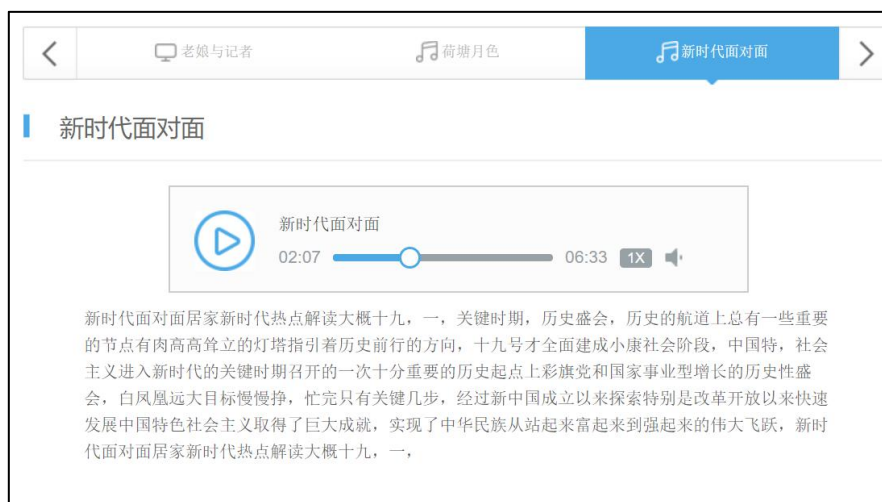 老娘与记者
荷塘月色
新时代面对面
新时代面对面
新时代面对面
02:07
06:33
1X
新时代面对面居家新时代热点解读大概十九，一，关键时期，历史盛会，历史的航道上总有一些重要
的节点有肉高高耸立的灯塔指引着历史前行的方向，十九号才全面建成小康社会阶段，中国特，社会
主义进入新时代的关键时期召开的一次十分重要的历史起点上彩旗党和国家事业型增长的历史性盛
会，白凤凰远大目标慢慢挣，忙完只有关键几步，经过新中国成立以来探索特别是改革开放以来快速
发展中国特色社会主义取得了巨大成就，实现了中华民族从站起来富起来到强起来的伟大飞跃，新时
代面对面居家新时代热点解读大概十九，一，